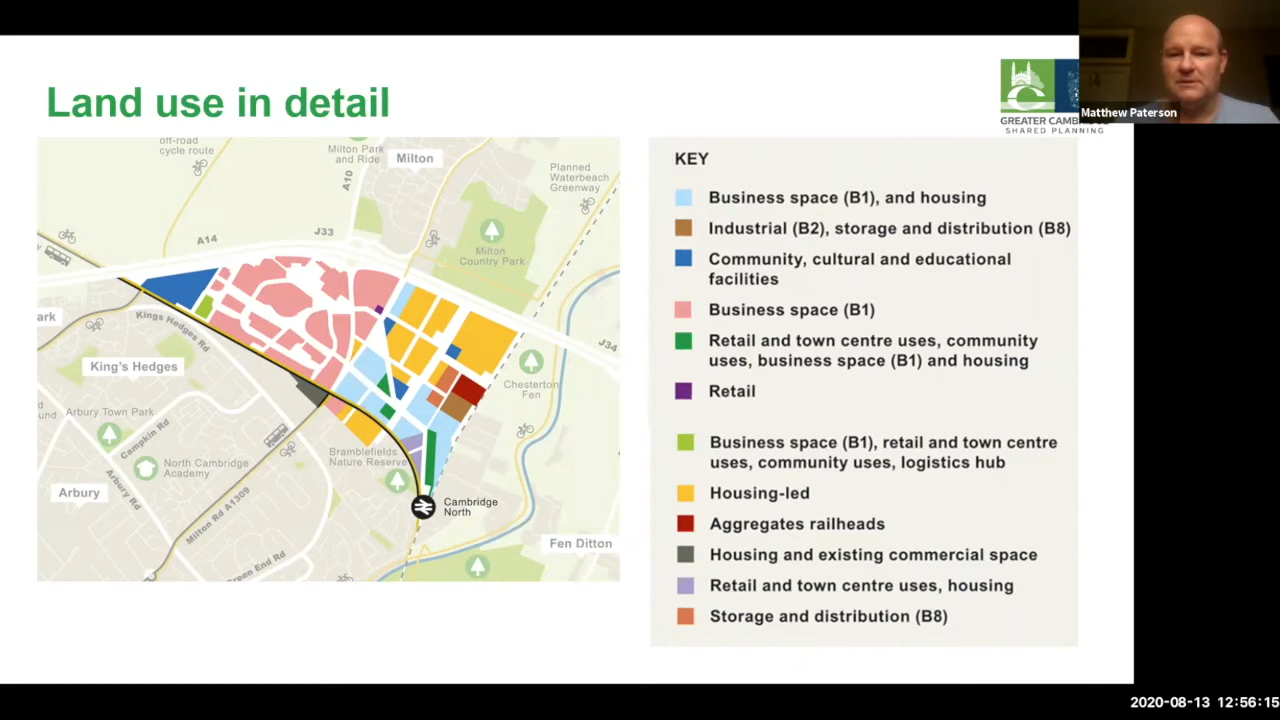 Land use in detail
GREATER CAMB
SHARED PLANNING
Matthew Paterson
off-road
cycle route
Milton Park
and Ride
Milton
A10
Planned
Waterbeach
Greenway
A14
J33
Milton
Country Park
ark
Kings Hedges Rd
J34
King's Hedges
Chesterton
Fen
d
und
Arbury Town Park
Campkin Rd
North Cambridge
Academy
Bramblefields
Nature Reserve
Arbury
Arbury Rd
Milton Rd A1309
Cambridge
North
Green End Rd
Fen Ditton
KEY
Business space (B1), and housing
Industrial (B2), storage and distribution (B8)
Community, cultural and educational
facilities
Business space (B1)
Retail and town centre uses, community
uses, business space (B1) and housing
Retail
Business space (B1), retail and town centre
uses, community uses, logistics hub
Housing-led
Aggregates railheads
Housing and existing commercial space
Retail and town centre uses, housing
Storage and distribution (B8)
2020-08-13 12:56:15